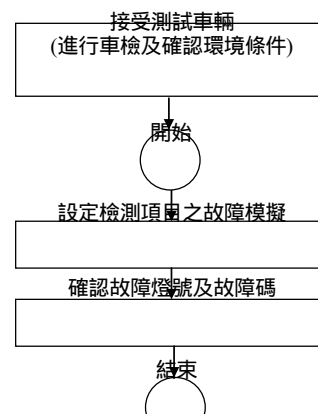 接受測試車輛
(進行車檢及確認環境條件)
開始
設定檢測項目之故障模擬
確認故障燈號及故障碼
結束